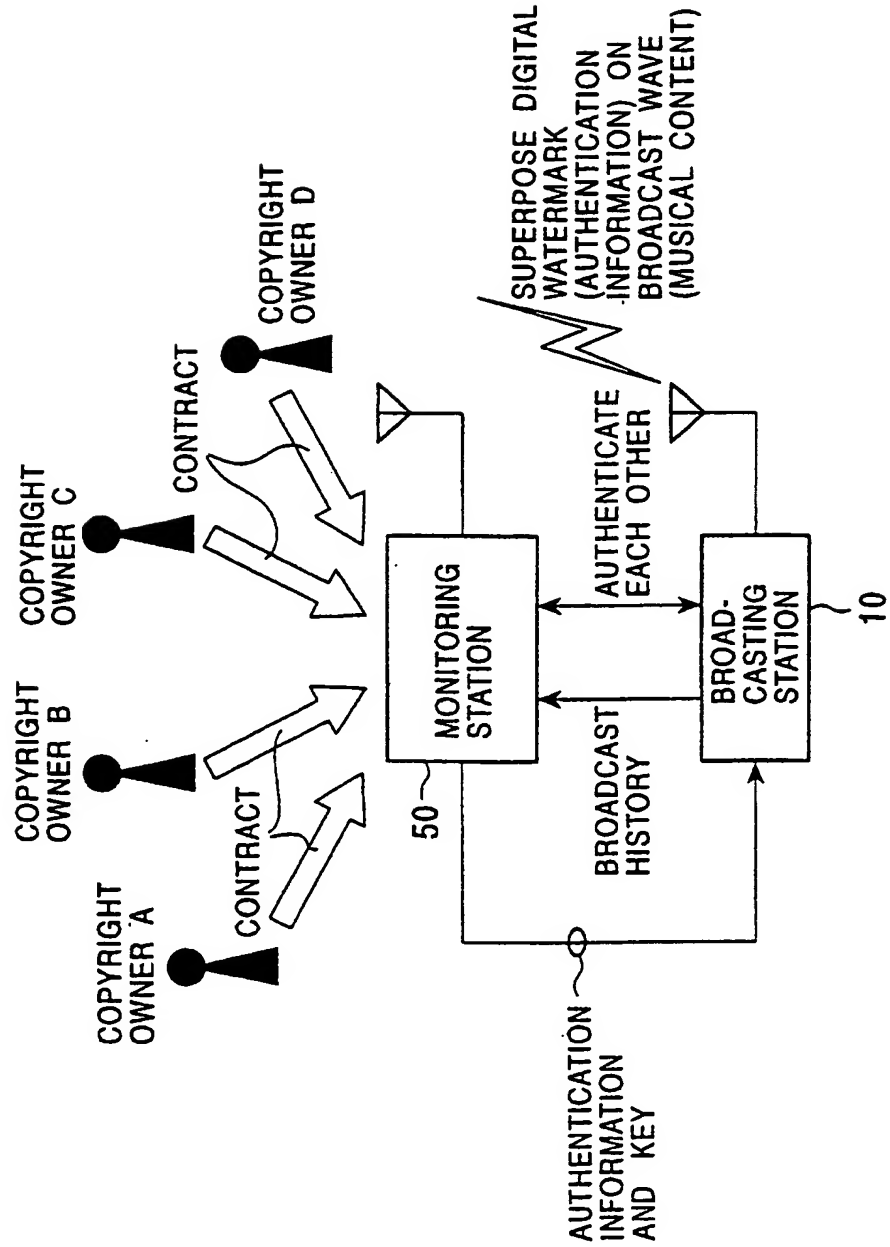 COPYRIGHT
OWNER A
COPYRIGHT
OWNER B
COPYRIGHT
OWNER C
COPYRIGHT
OWNER D
CONTRACT
CONTRACT
50
MONITORING
STATION
AUTHENTICATION
INFORMATION
AND KEY
BROADCAST
HISTORY
AUTHENTICATE
EACH OTHER
BROAD-
CASTING
STATION
10
SUPERPOSE DIGITAL
WATERMARK
(AUTHENTICATION
INFORMATION) ON
BROADCAST WAVE
(MUSICAL CONTENT)